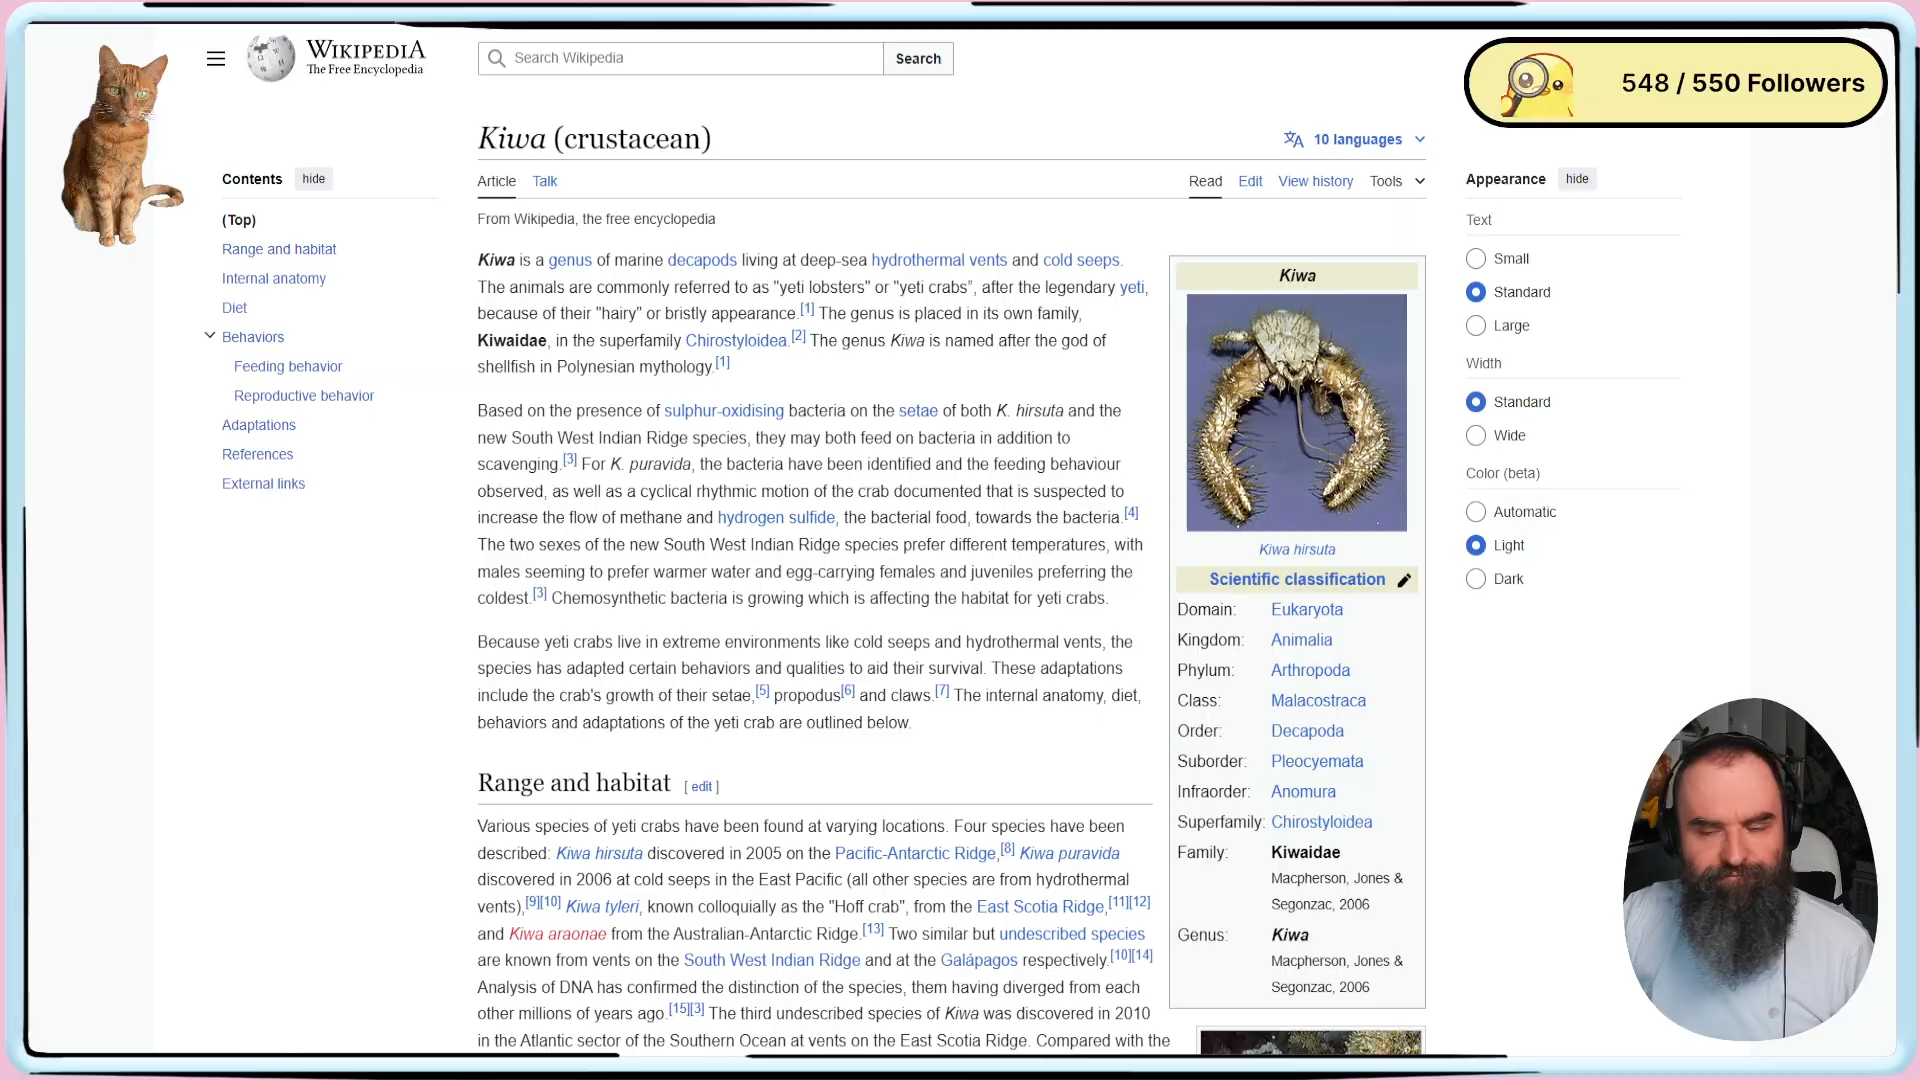 WIKIPEDIA
The Free Encyclopedia
Search Wikipedia
Search
548 / 550 Followers
Kiwa (crustacean)
10 languages
Contents
hide
(Top)
Range and habitat
Internal anatomy
Diet
Behaviors
Feeding behavior
Reproductive behavior
Adaptations
References
External links
Article
Talk
Read
Edit
View history
Tools
From Wikipedia, the free encyclopedia
Kiwa is a genus of marine decapods living at deep-sea hydrothermal vents and cold seeps.
The animals are commonly referred to as "yeti lobsters" or "yeti crabs”, after the legendary yeti,
because of their "hairy" or bristly appearance.[1] The genus is placed in its own family,
Kiwaidae, in the superfamily Chirostyloidea.[2] The genus Kiwa is named after the god of
shellfish in Polynesian mythology.[1]
Based on the presence of sulphur-oxidising bacteria on the setae of both K. hirsuta and the
new South West Indian Ridge species, they may both feed on bacteria in addition to
scavenging.[3] For K. puravida, the bacteria have been identified and the feeding behaviour
observed, as well as a cyclical rhythmic motion of the crab documented that is suspected to
increase the flow of methane and hydrogen sulfide, the bacterial food, towards the bacteria.[4]
The two sexes of the new South West Indian Ridge species prefer different temperatures, with
males seeming to prefer warmer water and egg-carrying females and juveniles preferring the
coldest.[3] Chemosynthetic bacteria is growing which is affecting the habitat for yeti crabs.
Because yeti crabs live in extreme environments like cold seeps and hydrothermal vents, the
species has adapted certain behaviors and qualities to aid their survival. These adaptations
include the crab's growth of their setae,[5] propodus[6] and claws.[7] The internal anatomy, diet,
behaviors and adaptations of the yeti crab are outlined below.
Range and habitat [ edit ]
Various species of yeti crabs have been found at varying locations. Four species have been
described: Kiwa hirsuta discovered in 2005 on the Pacific-Antarctic Ridge,[8] Kiwa puravida
discovered in 2006 at cold seeps in the East Pacific (all other species are from hydrothermal
vents),[9][10] Kiwa tyleri, known colloquially as the "Hoff crab", from the East Scotia Ridge,[11][12]
and Kiwa araonae from the Australian-Antarctic Ridge.[13] Two similar but undescribed species
are known from vents on the South West Indian Ridge and at the Galápagos respectively.[10][14]
Analysis of DNA has confirmed the distinction of the species, them having diverged from each
other millions of years ago.[15][3] The third undescribed species of Kiwa was discovered in 2010
in the Atlantic sector of the Southern Ocean at vents on the East Scotia Ridge. Compared with the
Kiwa
Kiwa hirsuta
Scientific classification
Domain: Eukaryota
Kingdom: Animalia
Phylum: Arthropoda
Class: Malacostraca
Order: Decapoda
Suborder: Pleocyemata
Infraorder: Anomura
Superfamily: Chirostyloidea
Family: Kiwaidae
Macpherson, Jones &
Segonzac, 2006
Genus: Kiwa
Macpherson, Jones &
Segonzac, 2006
Appearance
hide
Text
Small
Standard
Large
Width
Standard
Wide
Color (beta)
Automatic
Light
Dark